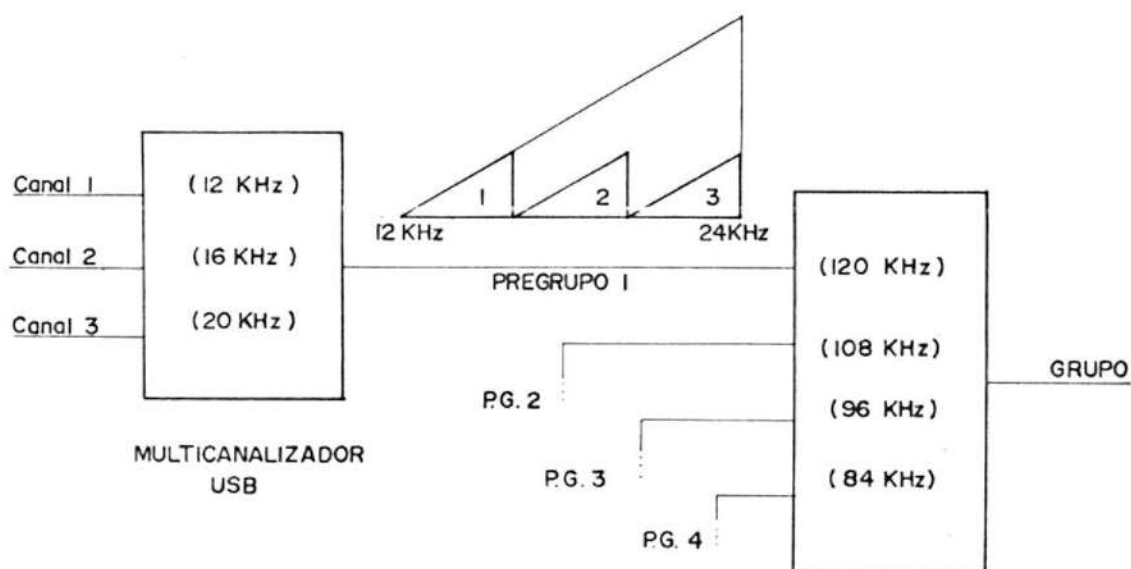 Canal 1
(12 KHz)
Canal 2
(16 KHz)
Canal 3
(20 KHz)
MULTICANALIZADOR
USB
1
2
3
12 KHz
24KHz
PREGRUPO 1
P.G. 2
P.G. 3
P.G. 4
(120 KHz)
(108 KHz)
(96 KHz)
(84 KHz)
GRUPO